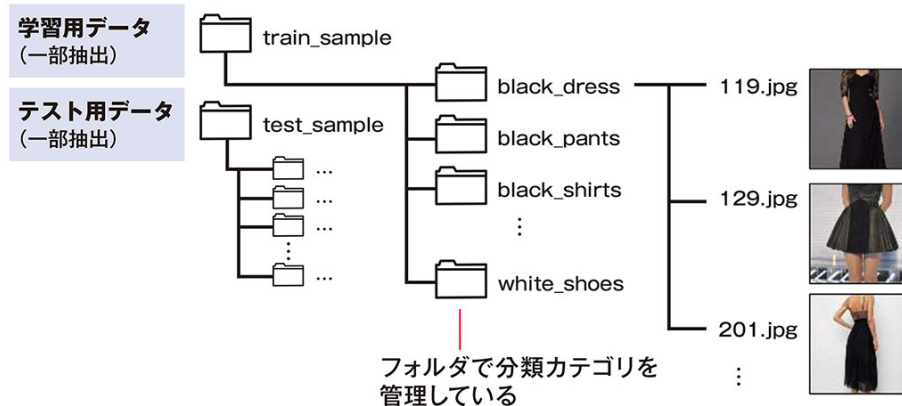 学習用データ
(一部抽出)
train_sample
テスト用データ
(一部抽出)
test_sample
…
…
…
⋮
…
black_dress
black_pants
black_shirts
⋮
white_shoes
フォルダで分類カテゴリを
管理している
119.jpg
129.jpg
201.jpg
⋮